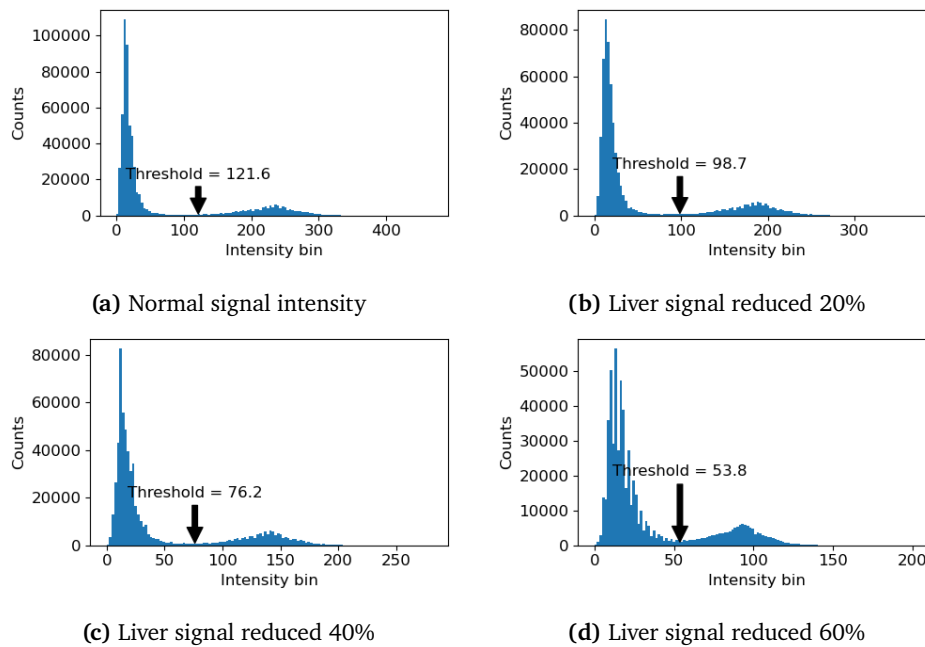 100000
80000
60000
40000
20000
0
Counts
Threshold = 121.6
0 100 200 300 400
Intensity bin
(a) Normal signal intensity
80000
60000
40000
20000
0
Counts
Threshold = 98.7
0 100 200 300
Intensity bin
(b) Liver signal reduced 20%
80000
60000
40000
20000
0
Counts
Threshold = 76.2
0 50 100 150 200 250
Intensity bin
(c) Liver signal reduced 40%
50000
40000
30000
20000
10000
0
Counts
Threshold = 53.8
0 50 100 150 200
Intensity bin
(d) Liver signal reduced 60%